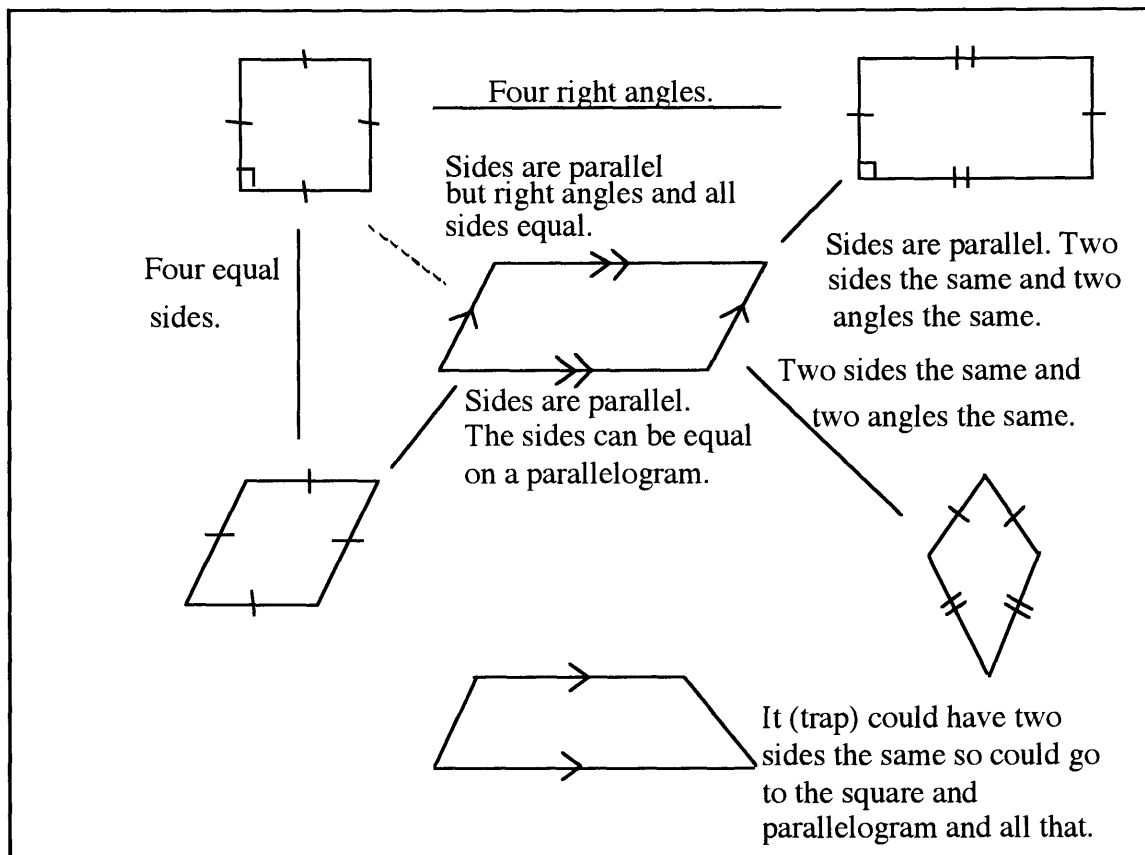 Four right angles.
Sides are parallel
but right angles and all
sides equal.
Four equal
sides.
Sides are parallel. Two
sides the same and two
angles the same.
Two sides the same and
two angles the same.
Sides are parallel.
The sides can be equal
on a parallelogram.
It (trap) could have two
sides the same so could go
to the square and
parallelogram and all that.